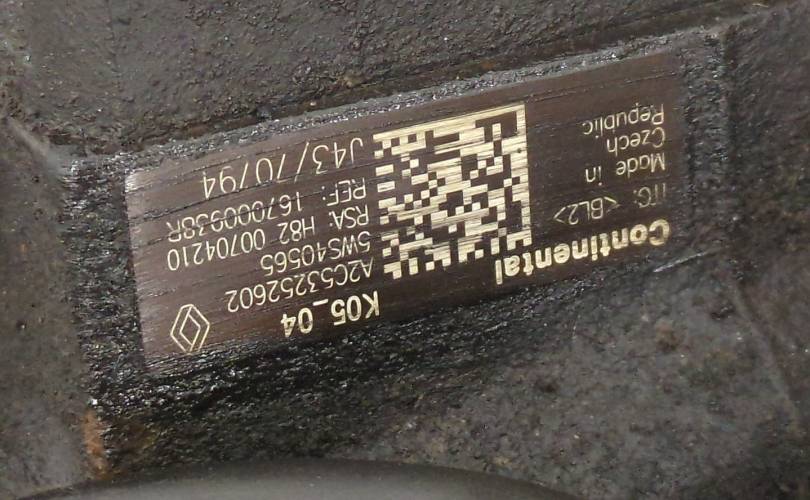 Continental
ITG: <BL2>
Made in
Czech
Republic
K05_04
A2C53252602
5WS40565
RSA: H82 00704210
REF: 167000938R
J43/70/94